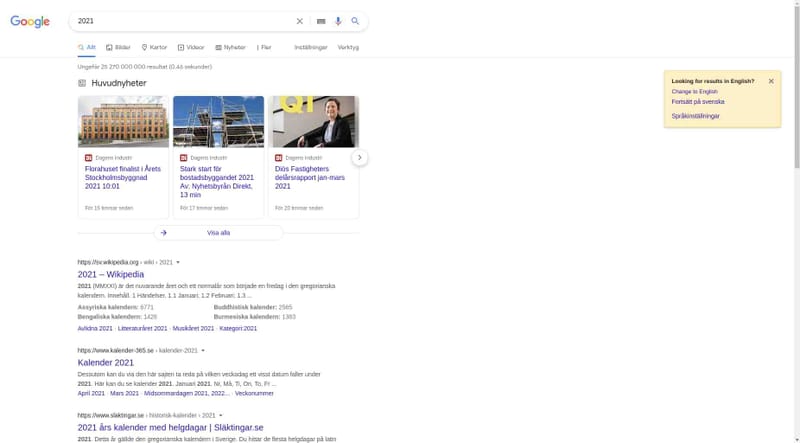 Google
2021
Allt Bilder Kartor Videor Nyheter Fler Inställningar Verktyg
Ungefär 25 270 000 000 resultat (0,44 sekunder)
Looking for results in English?
Change to English
Fortsätt på svenska
Språkinställningar
Huvudnyheter
QT
Dagens industri
Florahuset finalist i Årets
Stockholmsbyggnad
2021 10:01
För 15 timmar sedan
Dagens industri
Stark start för
bostadsbyggandet 2021
Av: Nyhetsbyrån Direkt.
13 min
För 17 timmar sedan
Dagens industri
Diös Fastigheters
delårsrapport jan-mars
2021
För 20 timmar sedan
Visa alla
https://sv.wikipedia.org › wiki › 2021
2021 – Wikipedia
2021 (MMXXI) är det nuvarande året och ett normalår som började en fredag i den gregorianska
kalendern. Innehåll. 1 Händelser. 1.1 Januari; 1.2 Februari; 1.3 ...
Assyriska kalendern: 6771 Buddhistisk kalender: 2565
Bengaliska kalendern: 1428 Burmesiska kalendern: 1383
Avlidna 2021 · Litteraturåret 2021 · Musikåret 2021 · Kategori:2021
https://www.kalender-365.se › kalender-2021
Kalender 2021
Dessutom kan du via den här sajten ta reda på vilken veckodag ett visst datum faller under
2021. Här kan du se kalender 2021. Januari 2021. Nr, Må, Ti, On, To, Fr ...
April 2021 · Mars 2021 · Midsommardagen 2021, 2022... · Veckonummer
https://www.slaktingar.se › historisk-kalender › 2021
2021 års kalender med helgdagar | Släktingar.se
2021. Detta år gällde den gregorianska kalendern i Sverige. Du hittar de flesta helgdagar på latin